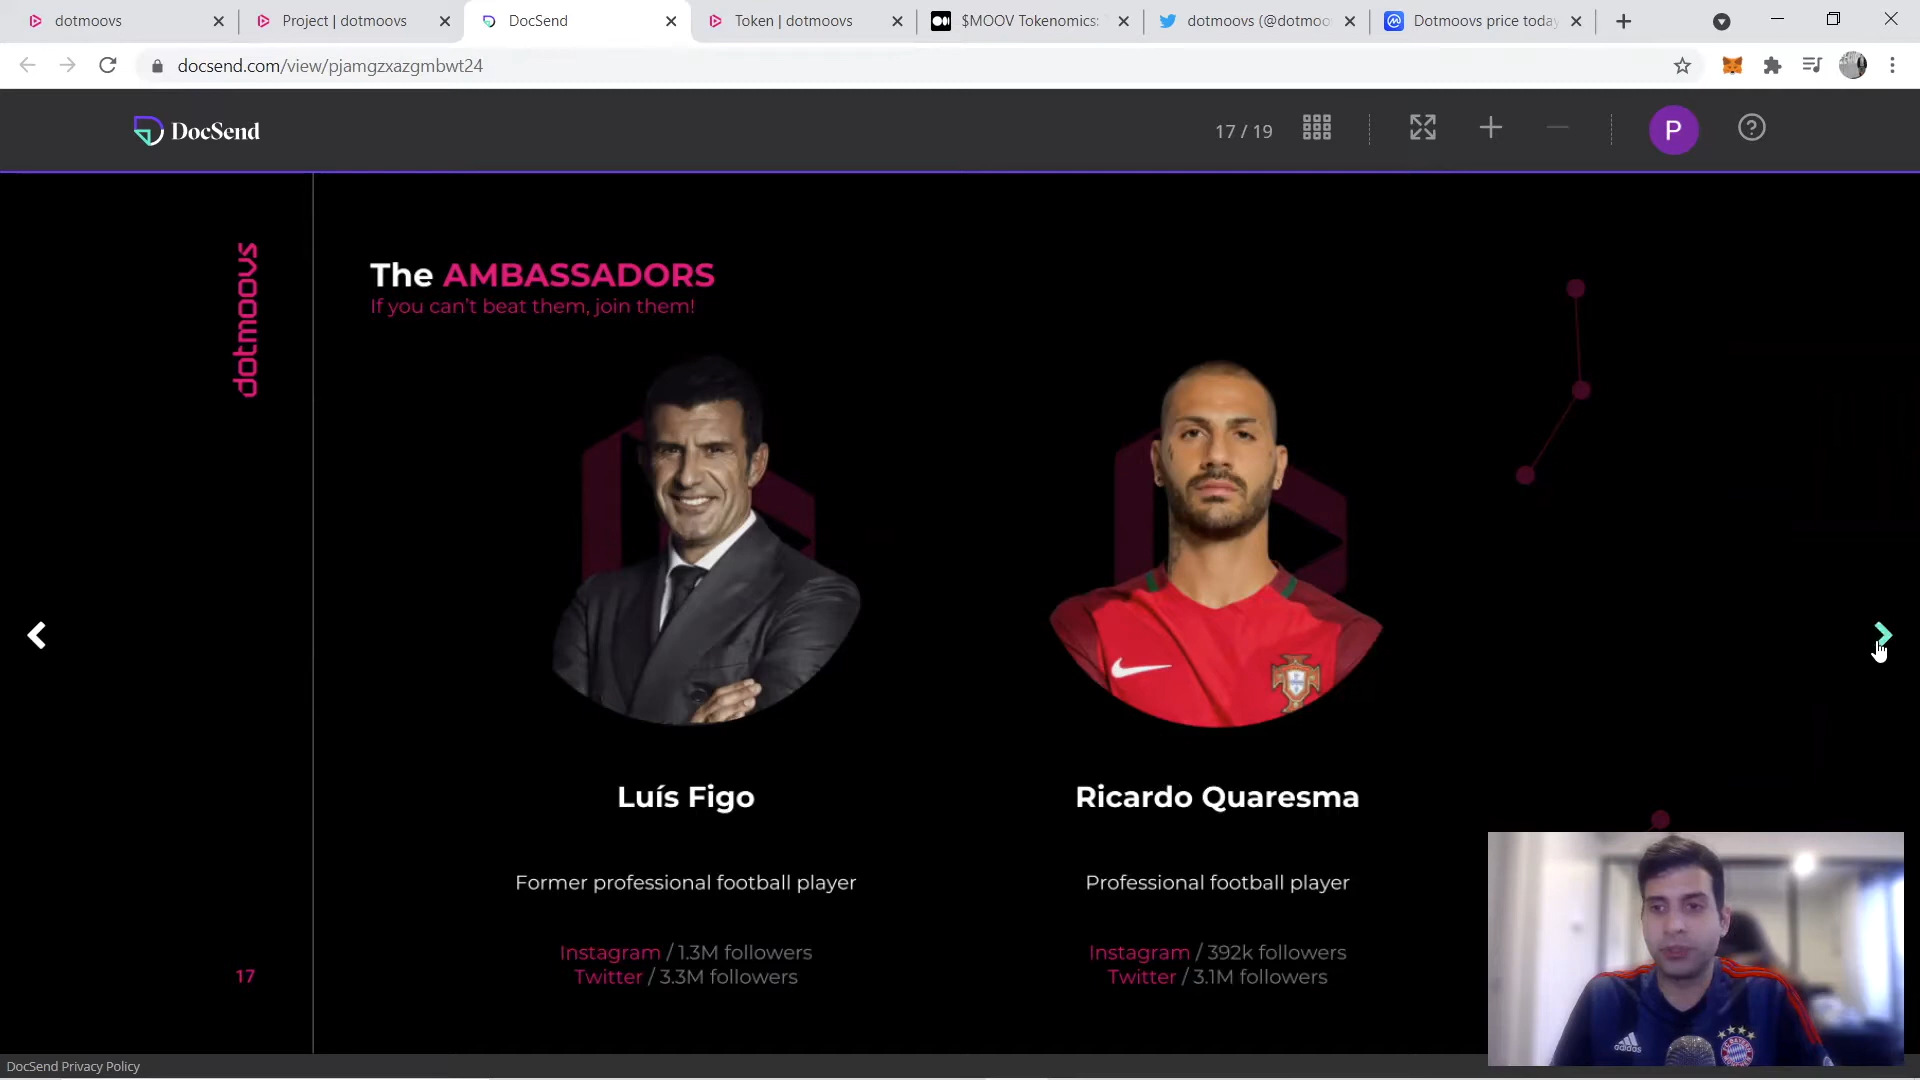 dotmoovs
Project | dotmoovs
DocSend
Token | dotmoovs
$MOOV Tokenomics:
dotmoovs (@dotmoo
Dotmoovs price today
docsend.com/view/pjamgzxazgmbwt24
DocSend
17 / 19
P
dotmoovs
The AMBASSADORS
If you can't beat them, join them!
Luís Figo
Ricardo Quaresma
Former professional football player
Professional football player
Instagram / 1.3M followers
Twitter / 3.3M followers
Instagram / 392k followers
Twitter / 3.1M followers
17
adidas
DocSend Privacy Policy